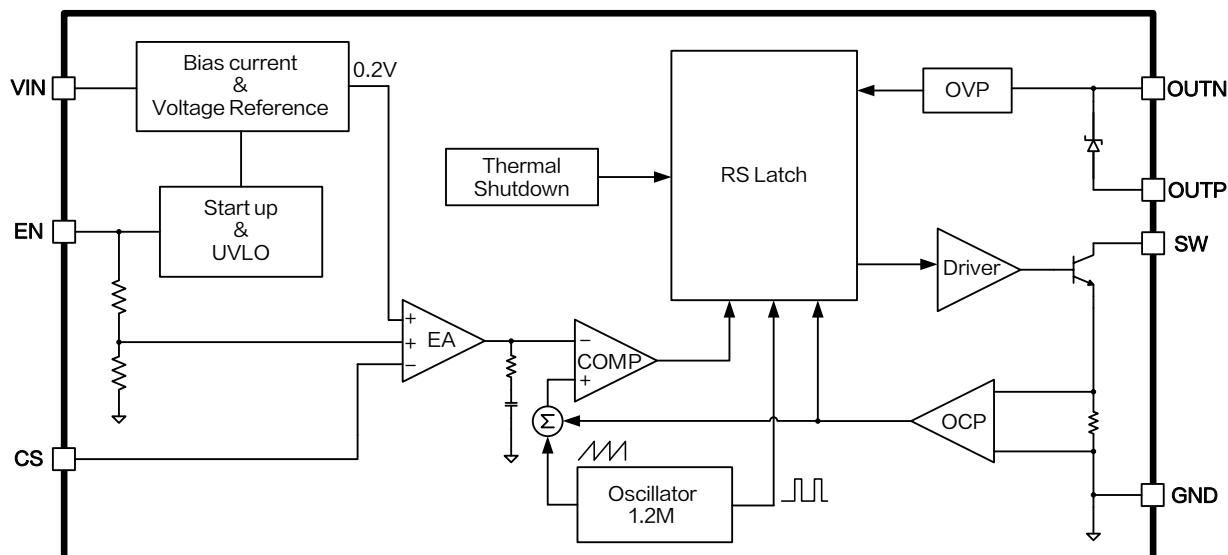 VIN
Bias current
&
Voltage Reference
0.2V
OVP
OUTN
Thermal
Shutdown
RS Latch
OUTP
EN
Start up
&
UVLO
SW
Driver
+
EA
+
−
−
COMP
+
Σ
OCP
CS
Oscillator
1.2M
GND